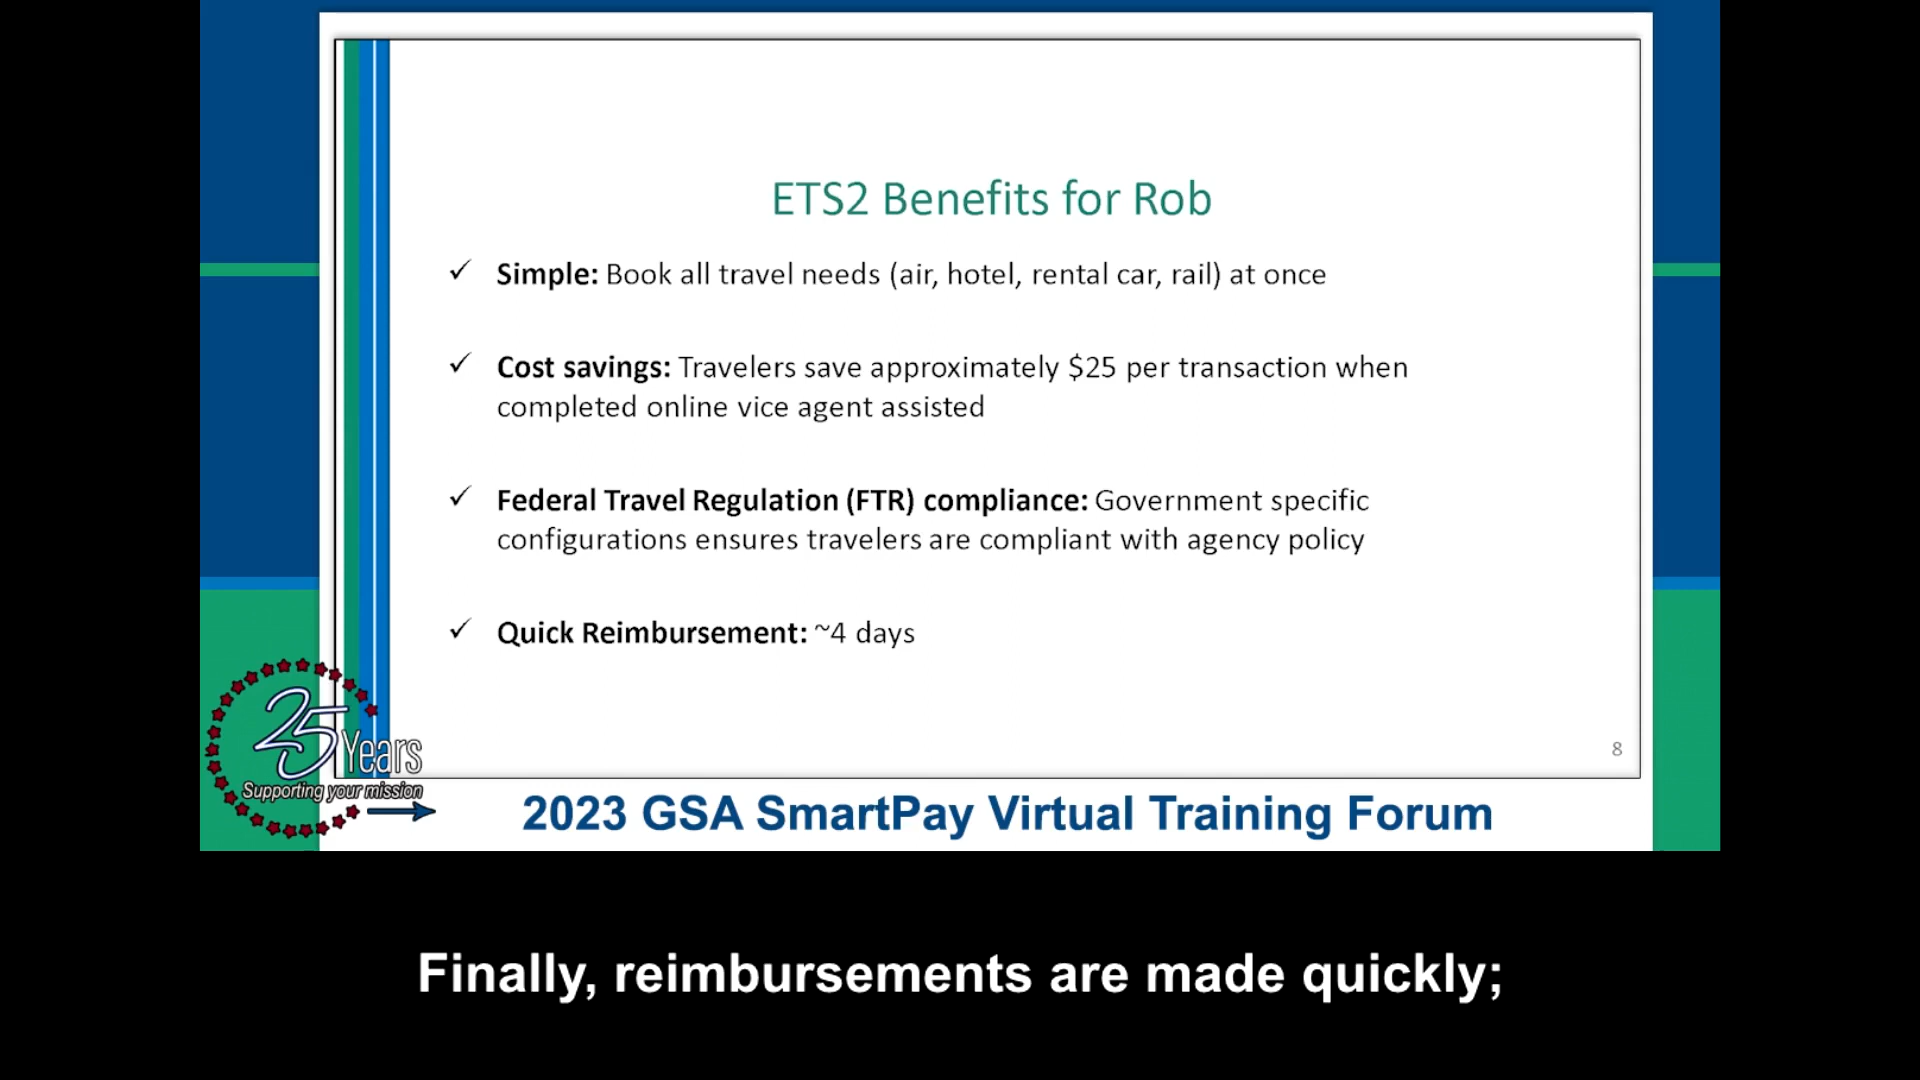 ETS2 Benefits for Rob
✓ Simple: Book all travel needs (air, hotel, rental car, rail) at once
✓ Cost savings: Travelers save approximately $25 per transaction when
completed online vice agent assisted
✓ Federal Travel Regulation (FTR) compliance: Government specific
configurations ensures travelers are compliant with agency policy
✓ Quick Reimbursement: ~4 days
8
25 Years
Supporting your mission
2023 GSA SmartPay Virtual Training Forum
Finally, reimbursements are made quickly;